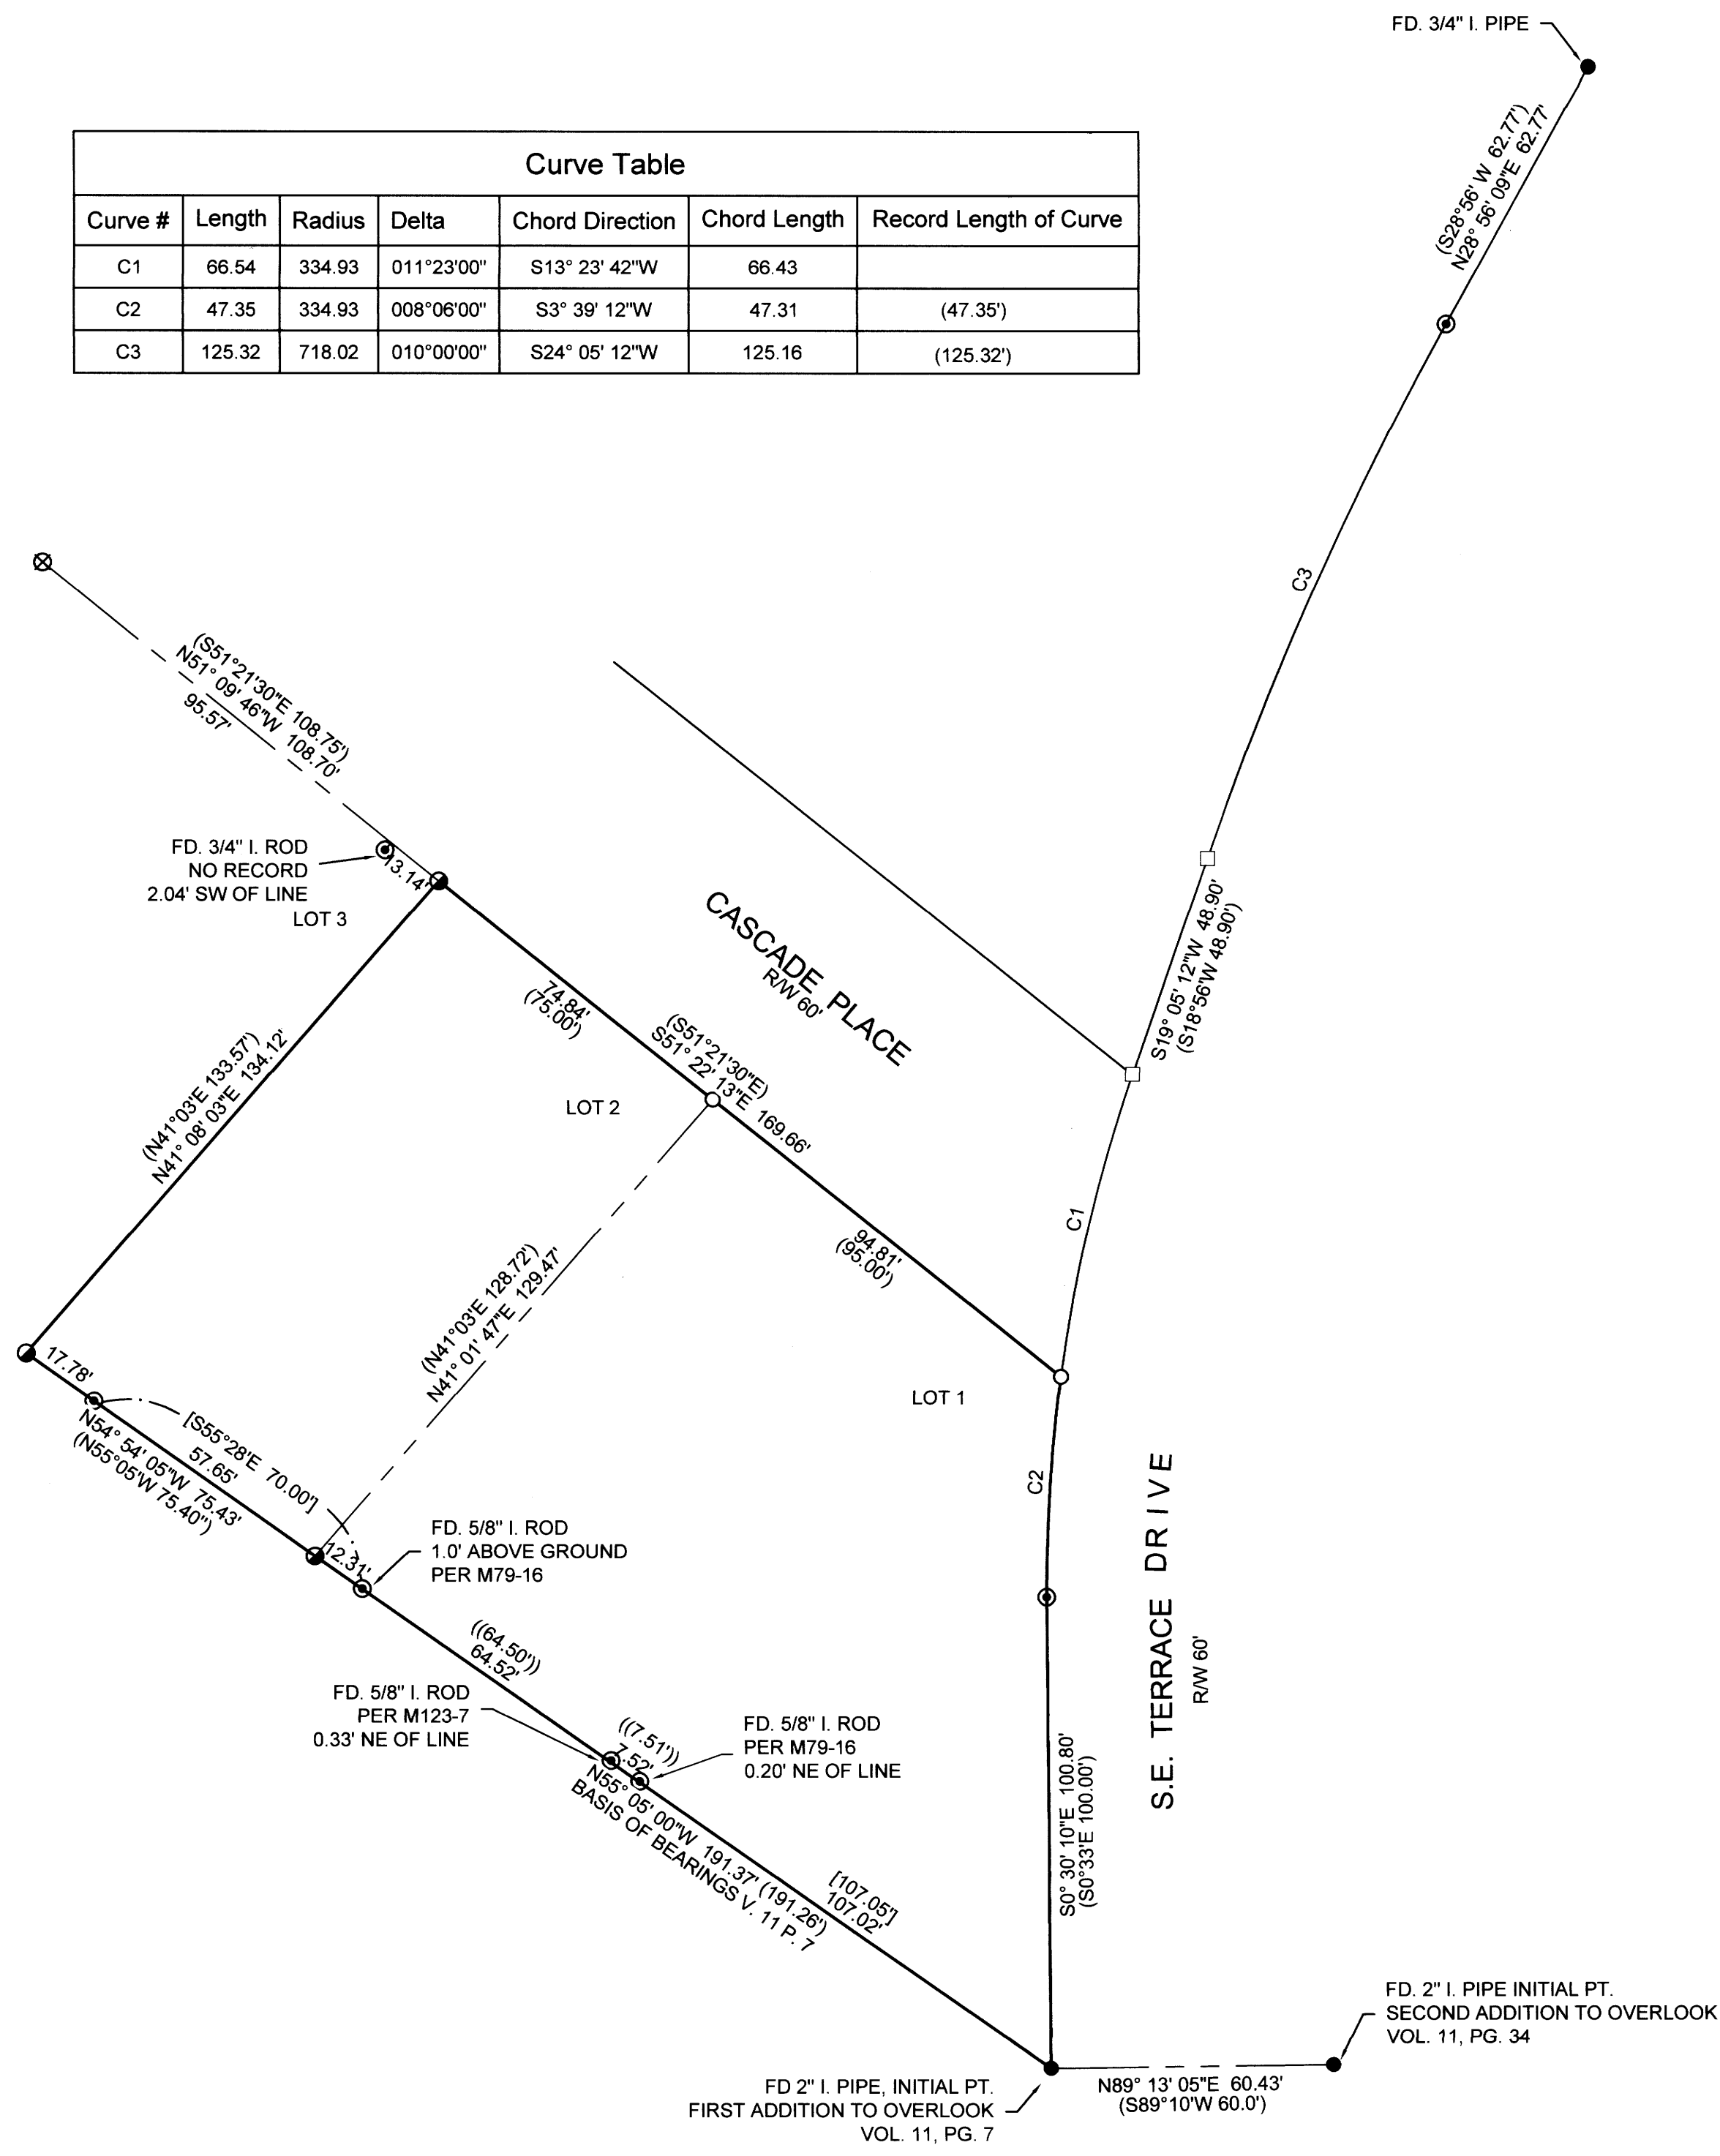 FD. 3/4" I. PIPE
(S28°56' W 62.77')
N28° 56' 09"E 62.77'
Curve Table
Curve # Length Radius Delta Chord Direction Chord Length Record Length of Curve
C1 66.54 334.93 011°23'00" S13° 23' 42"W 66.43
C2 47.35 334.93 008°06'00" S3° 39' 12"W 47.31 (47.35')
C3 125.32 718.02 010°00'00" S24° 05' 12"W 125.16 (125.32')
C3
(S51°21'30"E 108.75')
N51° 09' 46"W 108.70'
95.57'
FD. 3/4" I. ROD
NO RECORD
2.04' SW OF LINE
13.14'
LOT 3
CASCADE PLACE
R/W 60'
S19° 05' 12"W 48.90'
(S18°56'W 48.90')
74.84'
(75.00')
(S51°21'30"E)
S51° 22' 13"E 169.66'
LOT 2
(N41°03'E 133.57')
N41° 08' 03"E 134.12'
C1
94.81'
(95.00')
(N41°03'E 128.72')
N41° 01' 47"E 129.47'
LOT 1
17.78'
[S55°28'E 70.00']
57.65'
N54° 54' 05"W 75.43'
(N55°05'W 75.40")
C2
12.31'
FD. 5/8" I. ROD
1.0' ABOVE GROUND
PER M79-16
S.E. TERRACE DRIVE
R/W 60'
((64.50'))
64.52'
FD. 5/8" I. ROD
PER M123-7
0.33' NE OF LINE
((7.51'))
7.52'
FD. 5/8" I. ROD
PER M79-16
0.20' NE OF LINE
N55° 05' 00"W 191.37' (191.26')
BASIS OF BEARINGS V. 11 P. 7
[107.05']
107.02'
S0° 30' 10"E 100.80'
(S0°33'E 100.00')
FD. 2" I. PIPE INITIAL PT.
SECOND ADDITION TO OVERLOOK
VOL. 11, PG. 34
N89° 13' 05"E 60.43'
(S89°10'W 60.0')
FD 2" I. PIPE, INITIAL PT.
FIRST ADDITION TO OVERLOOK
VOL. 11, PG. 7